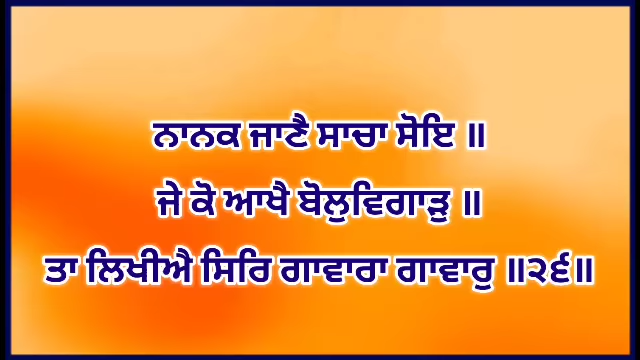 ਨਾਨਕ ਜਾਣੈ ਸਾਚਾ ਸੋਇ ॥
ਜੇ ਕੋ ਆਖੈ ਬੋਲੁਵਿਗਾੜੁ ॥
ਤਾ ਲਿਖੀਐ ਸਿਰਿ ਗਾਵਾਰਾ ਗਾਵਾਰੁ ॥੨੬॥